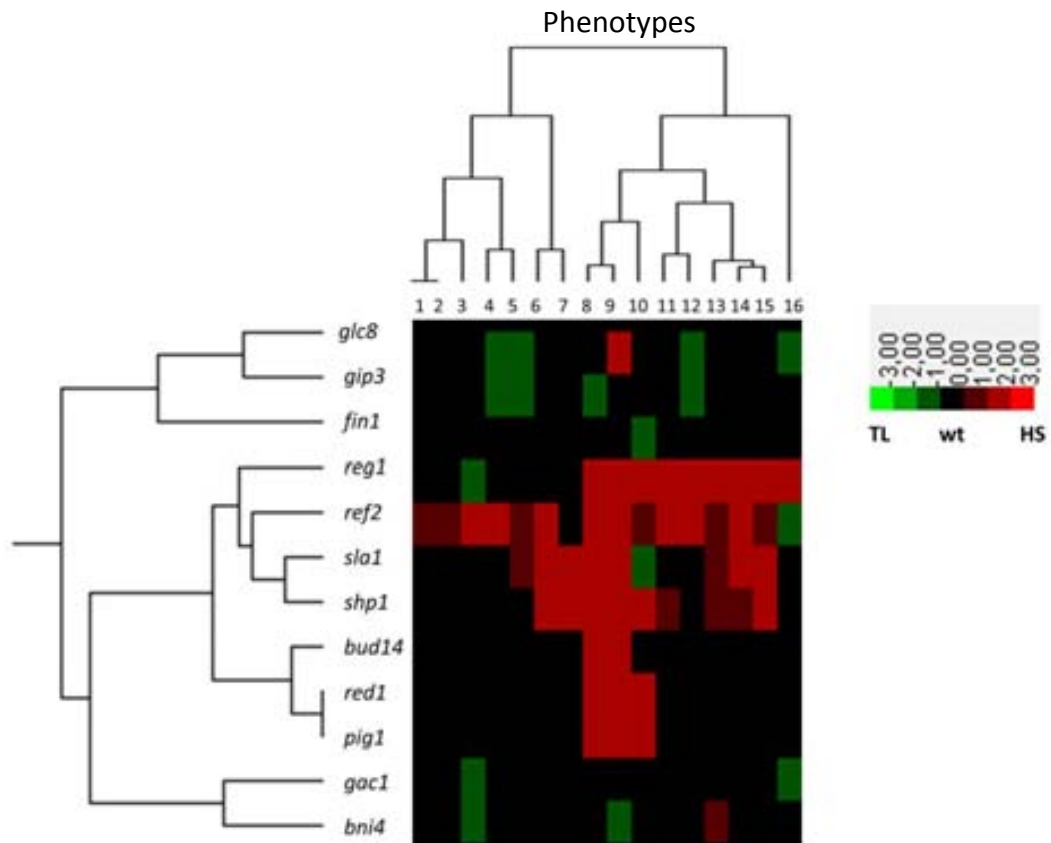 Phenotypes
1 2 3 4 5 6 7 8 9 10 11 12 13 14 15 16
glc8
gip3
fin1
reg1
ref2
sla1
shp1
bud14
red1
pig1
gac1
bni4
-3,00
-2,00
-1,00
0,00
1,00
2,00
3,00
TL wt HS